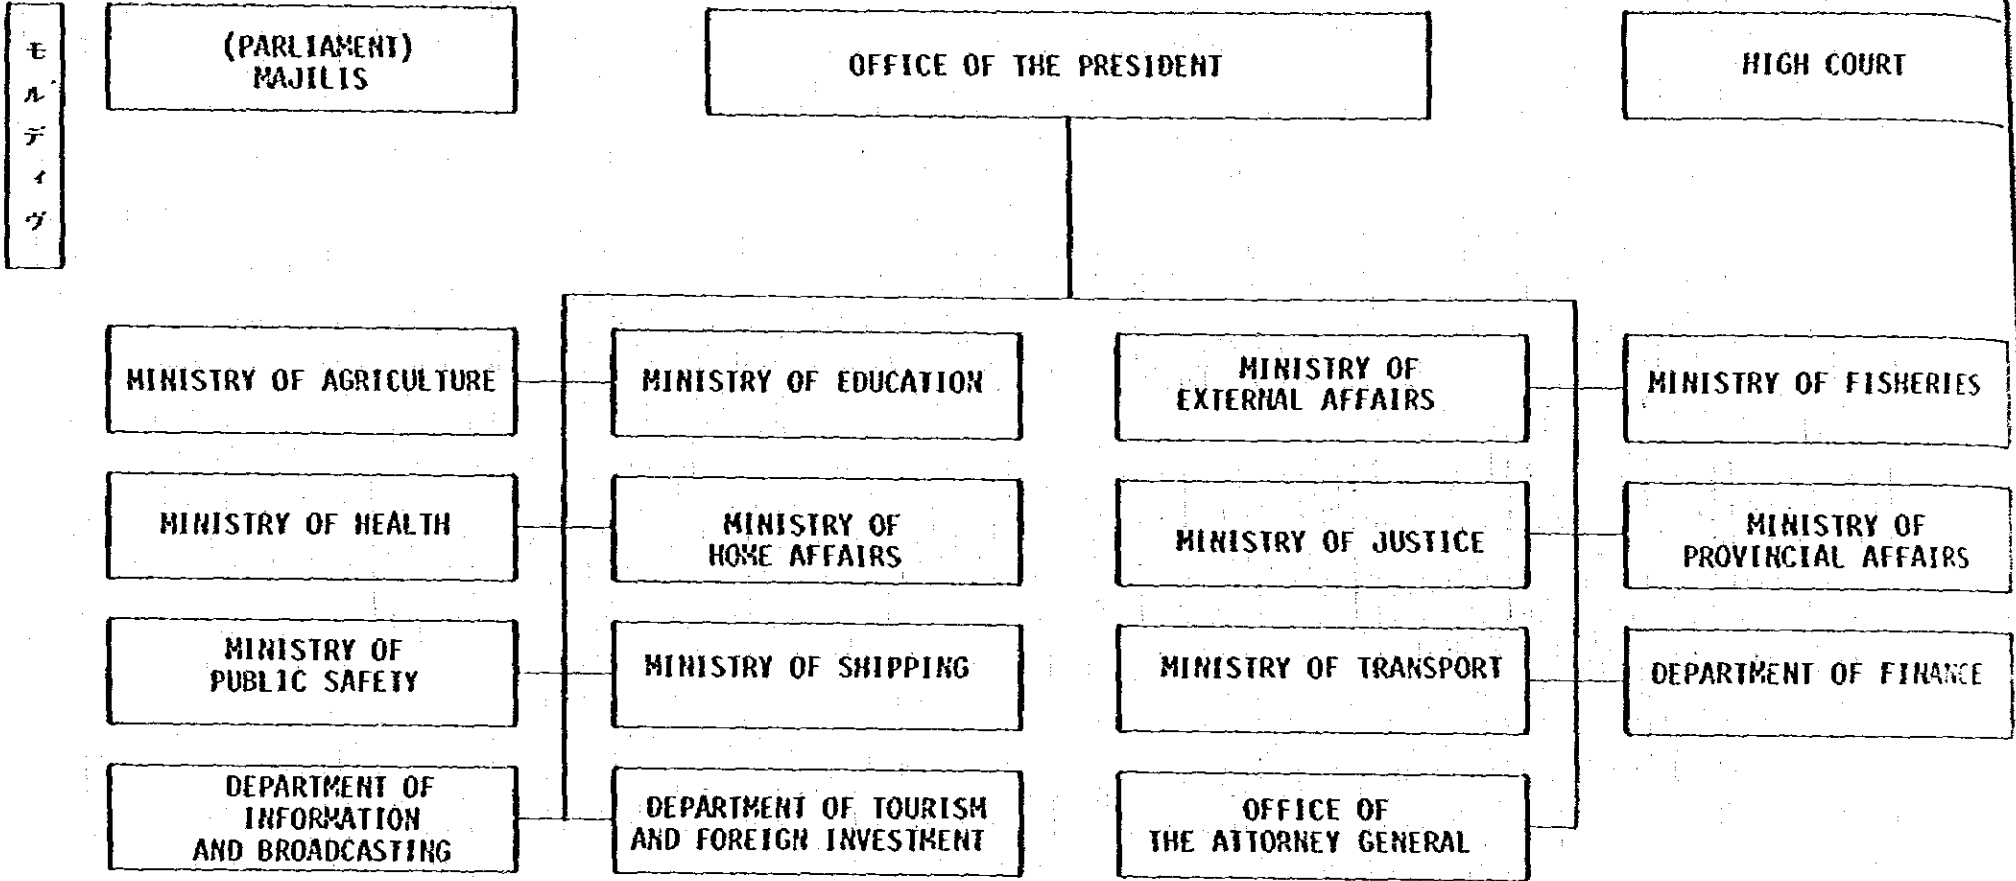 モルディヴ
(PARLIAMENT)
MAJILIS
OFFICE OF THE PRESIDENT
HIGH COURT
MINISTRY OF AGRICULTURE
MINISTRY OF EDUCATION
MINISTRY OF
EXTERNAL AFFAIRS
MINISTRY OF FISHERIES
MINISTRY OF HEALTH
MINISTRY OF
HOME AFFAIRS
MINISTRY OF JUSTICE
MINISTRY OF
PROVINCIAL AFFAIRS
MINISTRY OF
PUBLIC SAFETY
MINISTRY OF SHIPPING
MINISTRY OF TRANSPORT
DEPARTMENT OF FINANCE
DEPARTMENT OF
INFORMATION
AND BROADCASTING
DEPARTMENT OF TOURISM
AND FOREIGN INVESTMENT
OFFICE OF
THE ATTORNEY GENERAL